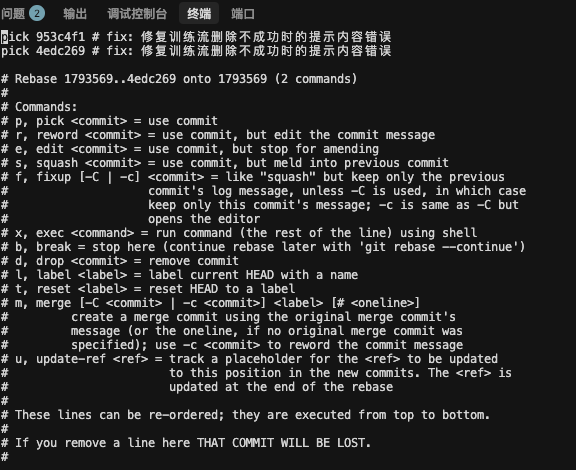 问题 2 输出 调试控制台 终端 端口
pick 953c4f1 # fix: 修复训练流删除不成功时的提示内容错误
pick 4edc269 # fix: 修复训练流删除不成功时的提示内容错误
# Rebase 1793569..4edc269 onto 1793569 (2 commands)
#
# Commands:
# p, pick <commit> = use commit
# r, reword <commit> = use commit, but edit the commit message
# e, edit <commit> = use commit, but stop for amending
# s, squash <commit> = use commit, but meld into previous commit
# f, fixup [-C | -c] <commit> = like "squash" but keep only the previous
#                    commit's log message, unless -C is used, in which case
#                    keep only this commit's message; -c is same as -C but
#                    opens the editor
# x, exec <command> = run command (the rest of the line) using shell
# b, break = stop here (continue rebase later with 'git rebase --continue')
# d, drop <commit> = remove commit
# l, label <label> = label current HEAD with a name
# t, reset <label> = reset HEAD to a label
# m, merge [-C <commit> | -c <commit>] <label> [# <oneline>]
#         create a merge commit using the original merge commit's
#         message (or the oneline, if no original merge commit was
#         specified); use -c <commit> to reword the commit message
# u, update-ref <ref> = track a placeholder for the <ref> to be updated
#                       to this position in the new commits. The <ref> is
#                       updated at the end of the rebase
#
# These lines can be re-ordered; they are executed from top to bottom.
#
# If you remove a line here THAT COMMIT WILL BE LOST.
#